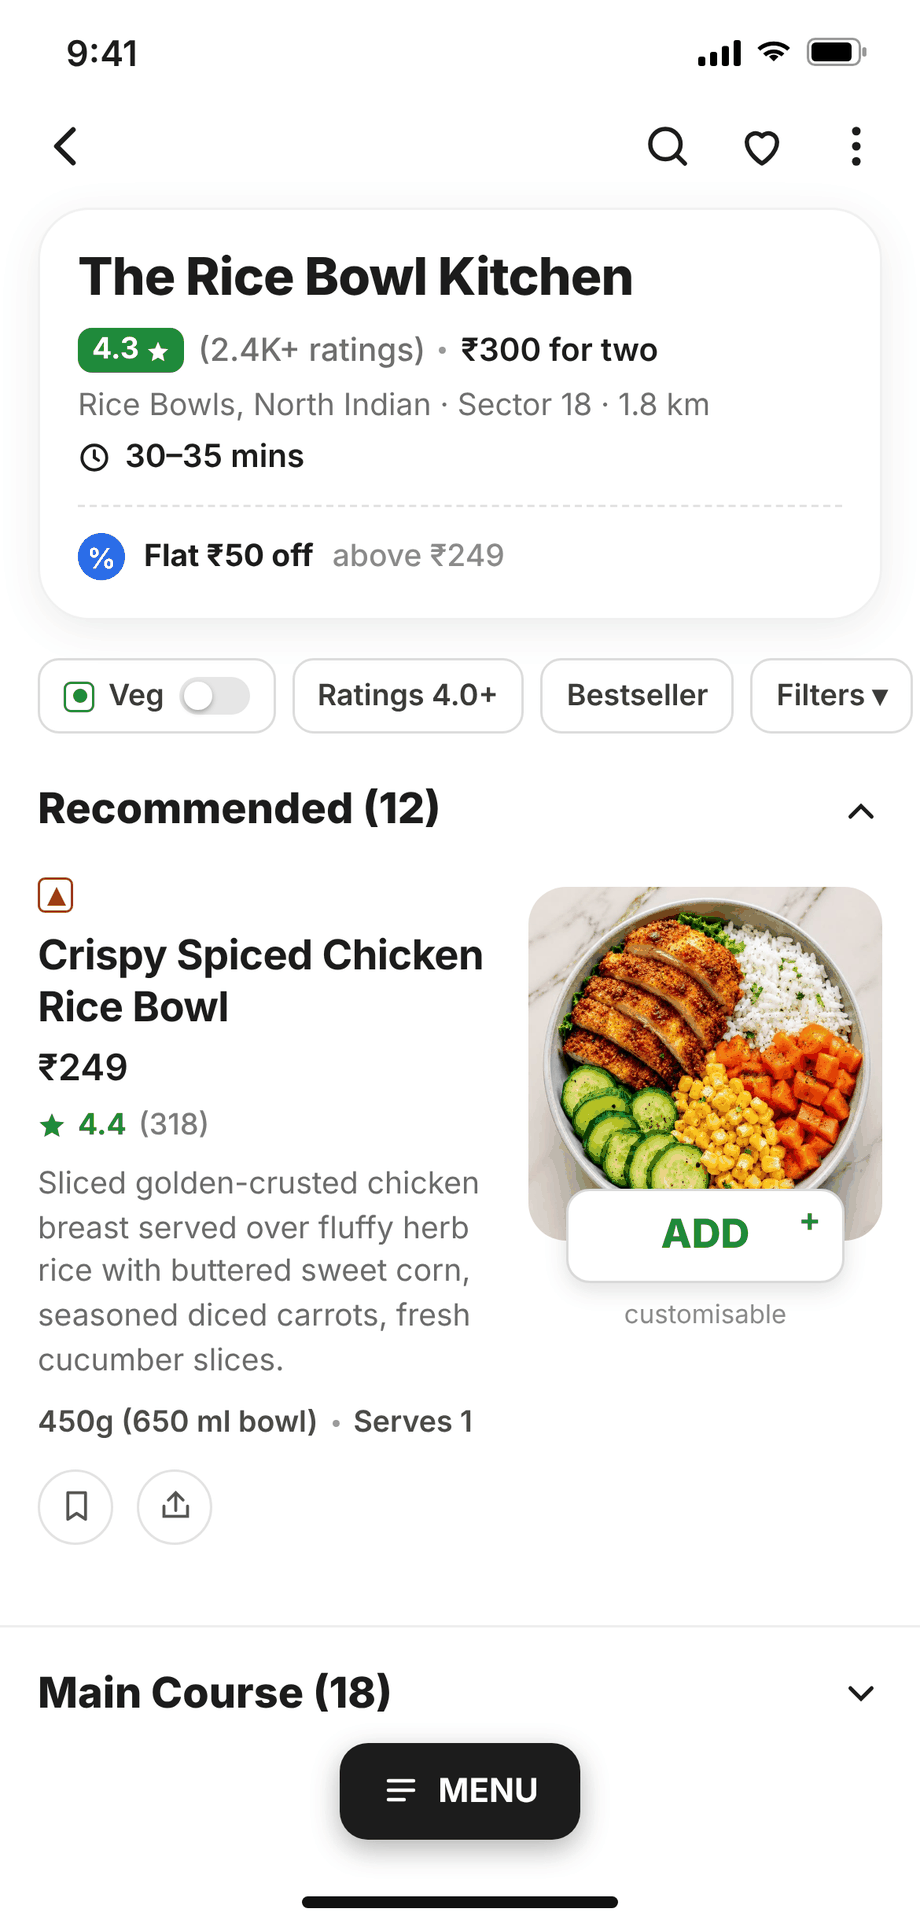 9:41
The Rice Bowl Kitchen
4.3 ★ (2.4K+ ratings) • ₹300 for two
Rice Bowls, North Indian · Sector 18 · 1.8 km
30–35 mins
% Flat ₹50 off above ₹249
Veg Ratings 4.0+ Bestseller Filters ▾
Recommended (12)
Crispy Spiced Chicken
Rice Bowl
₹249
★ 4.4 (318)
Sliced golden-crusted chicken
breast served over fluffy herb
rice with buttered sweet corn,
seasoned diced carrots, fresh
cucumber slices.
450g (650 ml bowl) • Serves 1
ADD +
customisable
Main Course (18)
MENU